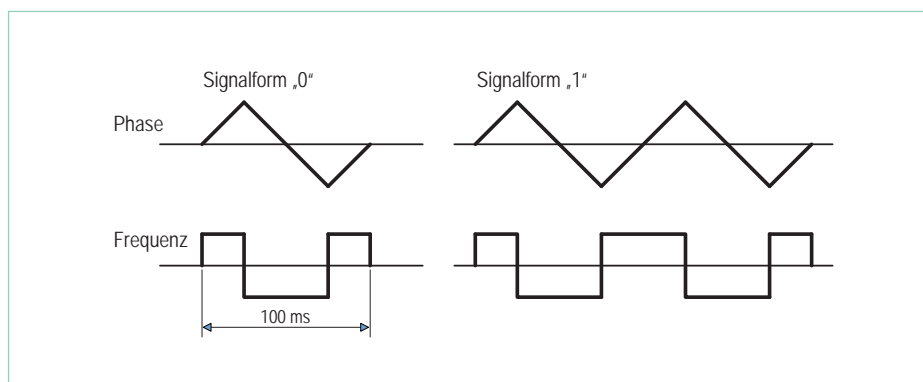 Signalform „0“
Signalform „1“
Phase
Frequenz
100 ms